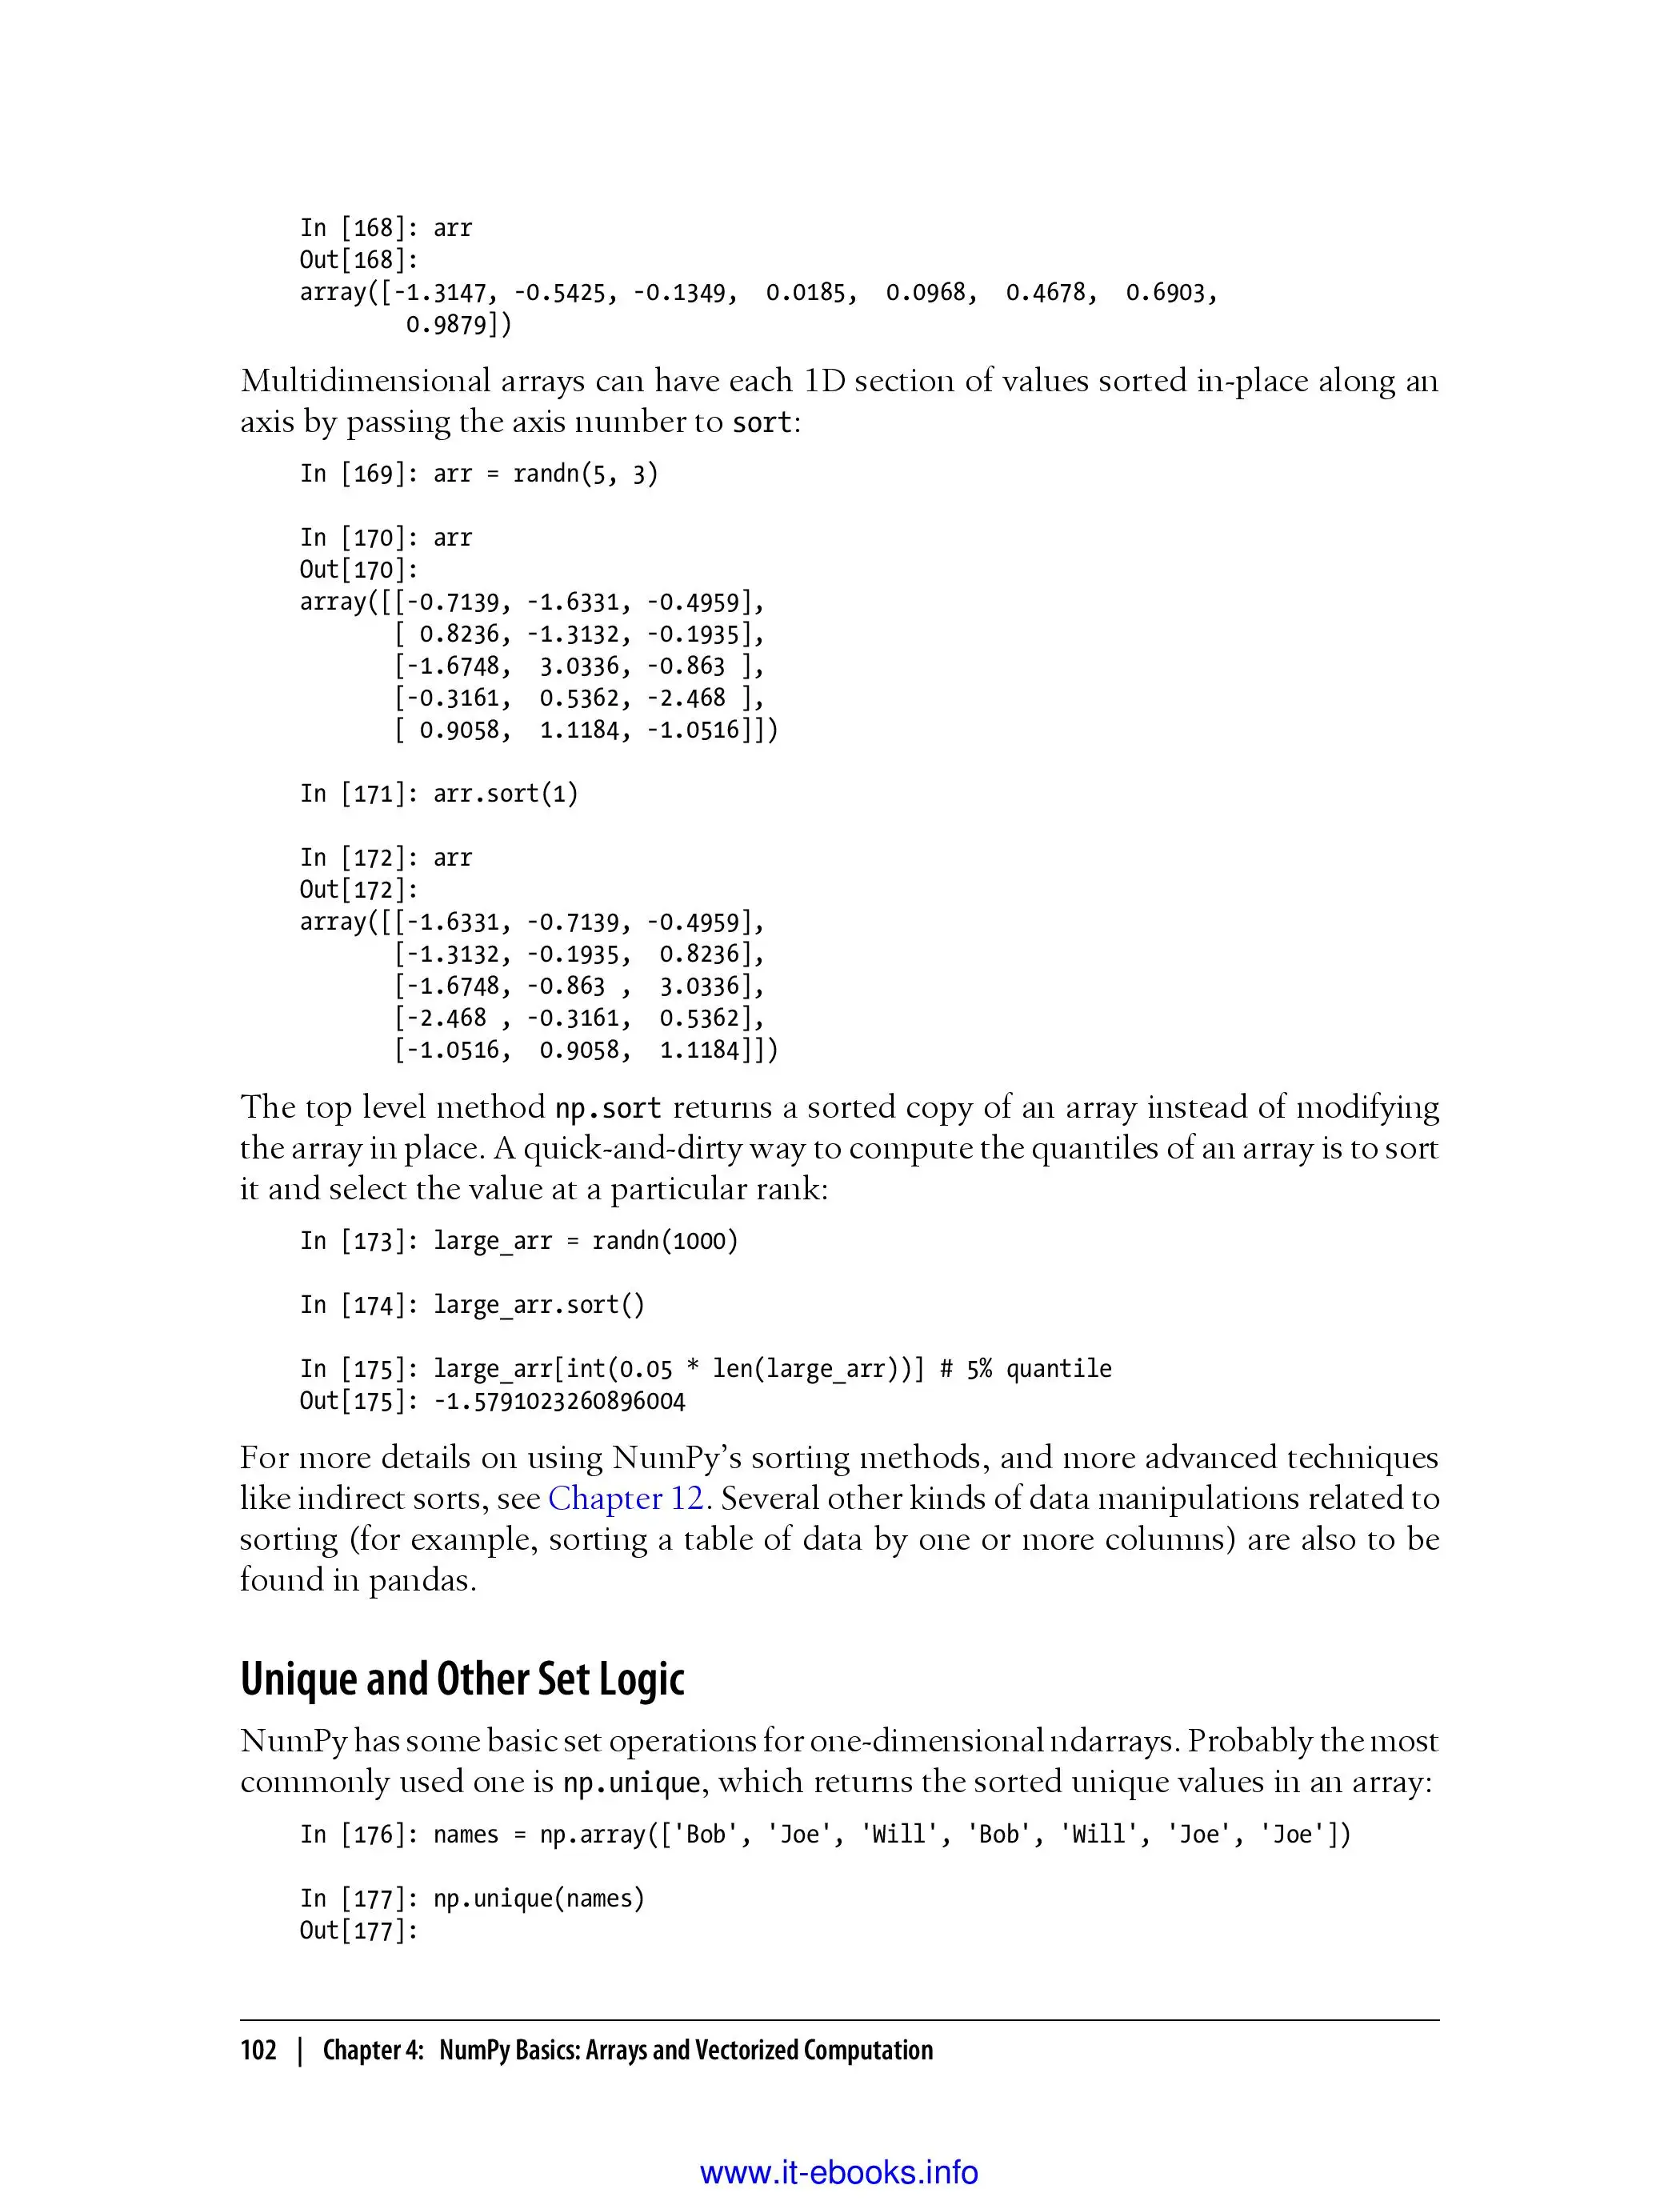 In [168]: arr
Out[168]:
array([-1.3147, -0.5425, -0.1349,  0.0185,  0.0968,  0.4678,  0.6903,
        0.9879])
Multidimensional arrays can have each 1D section of values sorted in-place along an
axis by passing the axis number to sort:
In [169]: arr = randn(5, 3)
In [170]: arr
Out[170]:
array([[-0.7139, -1.6331, -0.4959],
       [ 0.8236, -1.3132, -0.1935],
       [-1.6748,  3.0336, -0.863 ],
       [-0.3161,  0.5362, -2.468 ],
       [ 0.9058,  1.1184, -1.0516]])
In [171]: arr.sort(1)
In [172]: arr
Out[172]:
array([[-1.6331, -0.7139, -0.4959],
       [-1.3132, -0.1935,  0.8236],
       [-1.6748, -0.863 ,  3.0336],
       [-2.468 , -0.3161,  0.5362],
       [-1.0516,  0.9058,  1.1184]])
The top level method np.sort returns a sorted copy of an array instead of modifying
the array in place. A quick-and-dirty way to compute the quantiles of an array is to sort
it and select the value at a particular rank:
In [173]: large_arr = randn(1000)
In [174]: large_arr.sort()
In [175]: large_arr[int(0.05 * len(large_arr))] # 5% quantile
Out[175]: -1.5791023260896004
For more details on using NumPy’s sorting methods, and more advanced techniques
like indirect sorts, see Chapter 12. Several other kinds of data manipulations related to
sorting (for example, sorting a table of data by one or more columns) are also to be
found in pandas.
Unique and Other Set Logic
NumPy has some basic set operations for one-dimensional ndarrays. Probably the most
commonly used one is np.unique, which returns the sorted unique values in an array:
In [176]: names = np.array(['Bob', 'Joe', 'Will', 'Bob', 'Will', 'Joe', 'Joe'])
In [177]: np.unique(names)
Out[177]:
102 | Chapter 4: NumPy Basics: Arrays and Vectorized Computation
www.it-ebooks.info